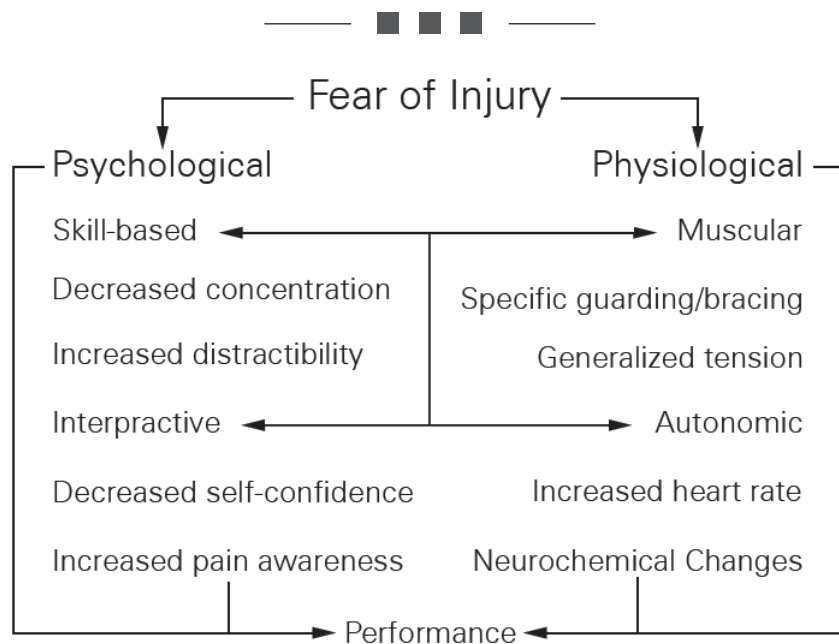 Fear of Injury
Psychological
Physiological
Skill-based
Muscular
Decreased concentration
Specific guarding/bracing
Increased distractibility
Generalized tension
Interpractive
Autonomic
Decreased self-confidence
Increased heart rate
Increased pain awareness
Neurochemical Changes
Performance